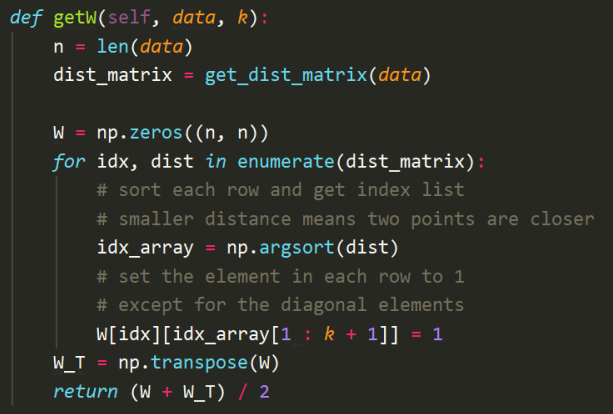 def getW(self, data, k):
    n = len(data)
    dist_matrix = get_dist_matrix(data)

    W = np.zeros((n, n))
    for idx, dist in enumerate(dist_matrix):
        # sort each row and get index list
        # smaller distance means two points are closer
        idx_array = np.argsort(dist)
        # set the element in each row to 1
        # except for the diagonal elements
        W[idx][idx_array[1 : k + 1]] = 1
    W_T = np.transpose(W)
    return (W + W_T) / 2